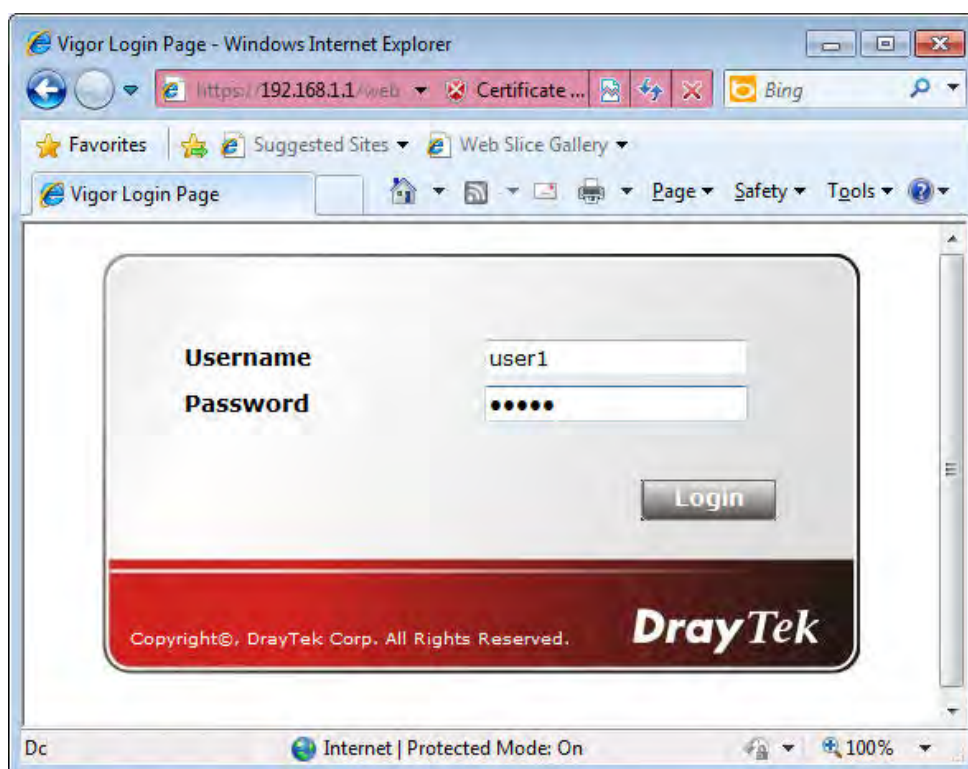 Vigor Login Page - Windows Internet Explorer
https://192.168.1.1/web Certificate ... Bing
Favorites Suggested Sites Web Slice Gallery
Vigor Login Page Page Safety Tools
Username user1
Password •••••
Login
Copyright©, DrayTek Corp. All Rights Reserved. DrayTek
Dc Internet | Protected Mode: On 100%